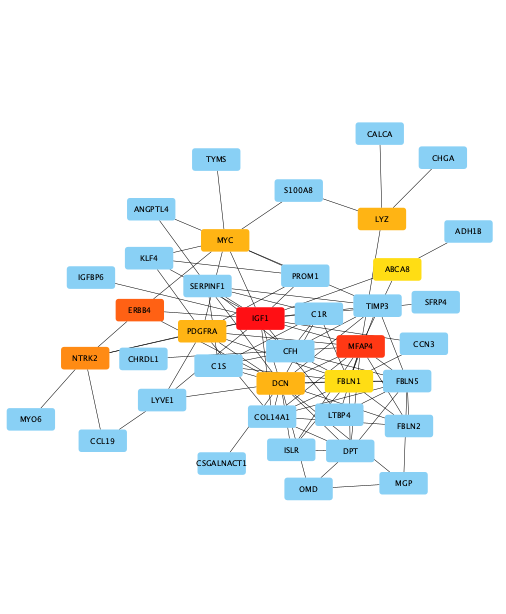 CALCA
TYMS
CHGA
S100A8
ANGPTL4
LYZ
ADH1B
MYC
KLF4
ABCA8
IGFBP6
PROM1
SERPINF1
ERBB4
TIMP3
SFRP4
IGF1
C1R
PDGFRA
NTRK2
CHRDL1
CFH
MFAP4
CCN3
C1S
DCN
FBLN1
FBLN5
LYVE1
MYO6
CCL19
COL14A1
LTBP4
FBLN2
CSGALNACT1
ISLR
DPT
OMD
MGP